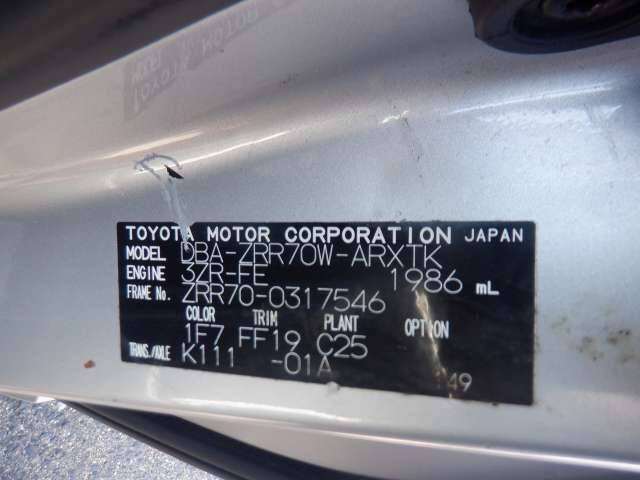 TOYOTA MOTOR CORPORATION JAPAN
MODEL DBA-ZRR70W-ARXTK
ENGINE 3ZR-FE 1986 mL
FRAME No. ZRR70-0317546
COLOR TRIM PLANT OPTION
1F7 FF19 C25
TRANS./AXLE K111 -01A
149